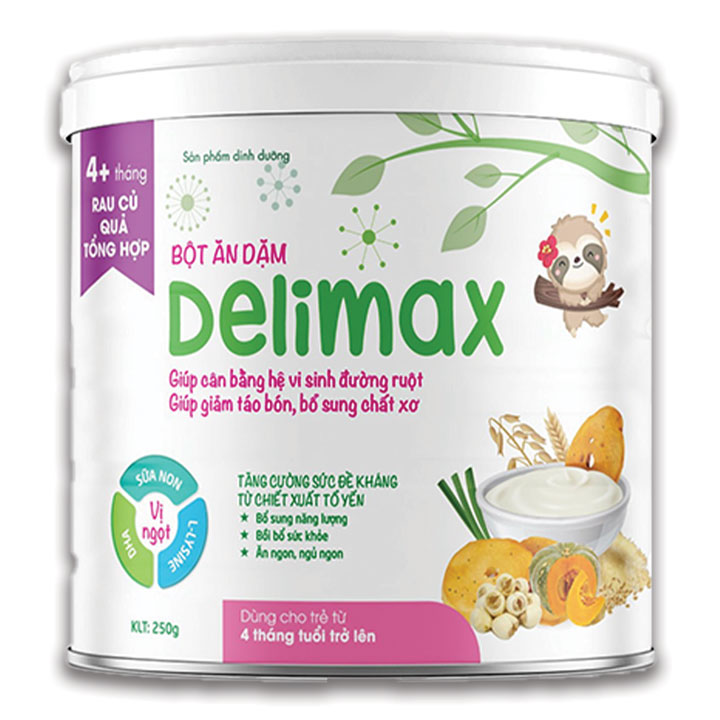 Sản phẩm dinh dưỡng
4+ tháng
RAU CỦ
QUẢ
TỔNG HỢP
BỘT ĂN DẶM
Delimax
Giúp cân bằng hệ vi sinh đường ruột
Giúp giảm táo bón, bổ sung chất xơ
TĂNG CƯỜNG SỨC ĐỀ KHÁNG
TỪ CHIẾT XUẤT TỔ YẾN
★ Bổ sung năng lượng
★ Bồi bổ sức khỏe
★ Ăn ngon, ngủ ngon
SỮA NON
L-LYSINE
DHA
Vị
ngọt
KLT: 250g
Dùng cho trẻ từ
4 tháng tuổi trở lên